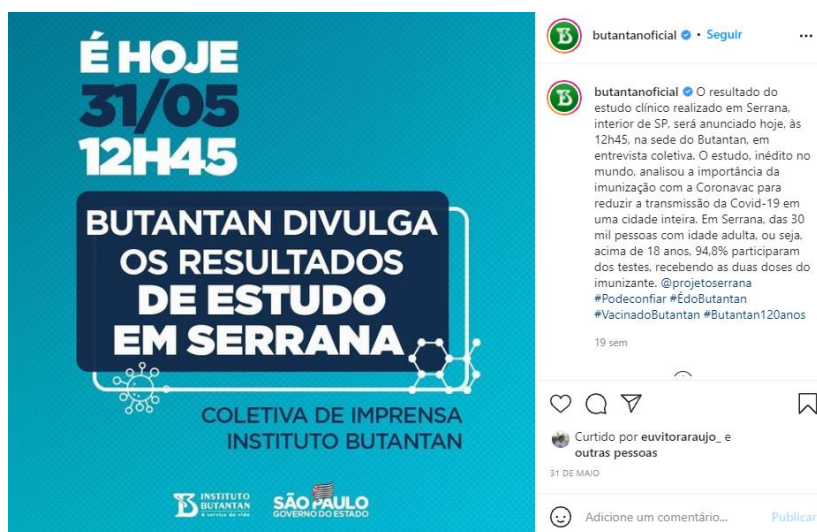 É HOJE
31/05
12H45
BUTANTAN DIVULGA
OS RESULTADOS
DE ESTUDO
EM SERRANA
COLETIVA DE IMPRENSA
INSTITUTO BUTANTAN
INSTITUTO
BUTANTAN
A serviço da vida
SÃO PAULO
GOVERNO DO ESTADO
butantanoficial • Seguir
butantanoficial O resultado do
estudo clínico realizado em Serrana,
interior de SP, será anunciado hoje, às
12h45, na sede do Butantan, em
entrevista coletiva. O estudo, inédito no
mundo, analisou a importância da
imunização com a Coronavac para
reduzir a transmissão da Covid-19 em
uma cidade inteira. Em Serrana, das 30
mil pessoas com idade adulta, ou seja,
acima de 18 anos, 94,8% participaram
dos testes, recebendo as duas doses do
imunizante. @projetoserrana
#Podeconfiar #ÉdoButantan
#VacinadoButantan #Butantan120anos
19 sem
Curtido por euvitoraraujo_ e
outras pessoas
31 DE MAIO
Adicione um comentário... Publicar